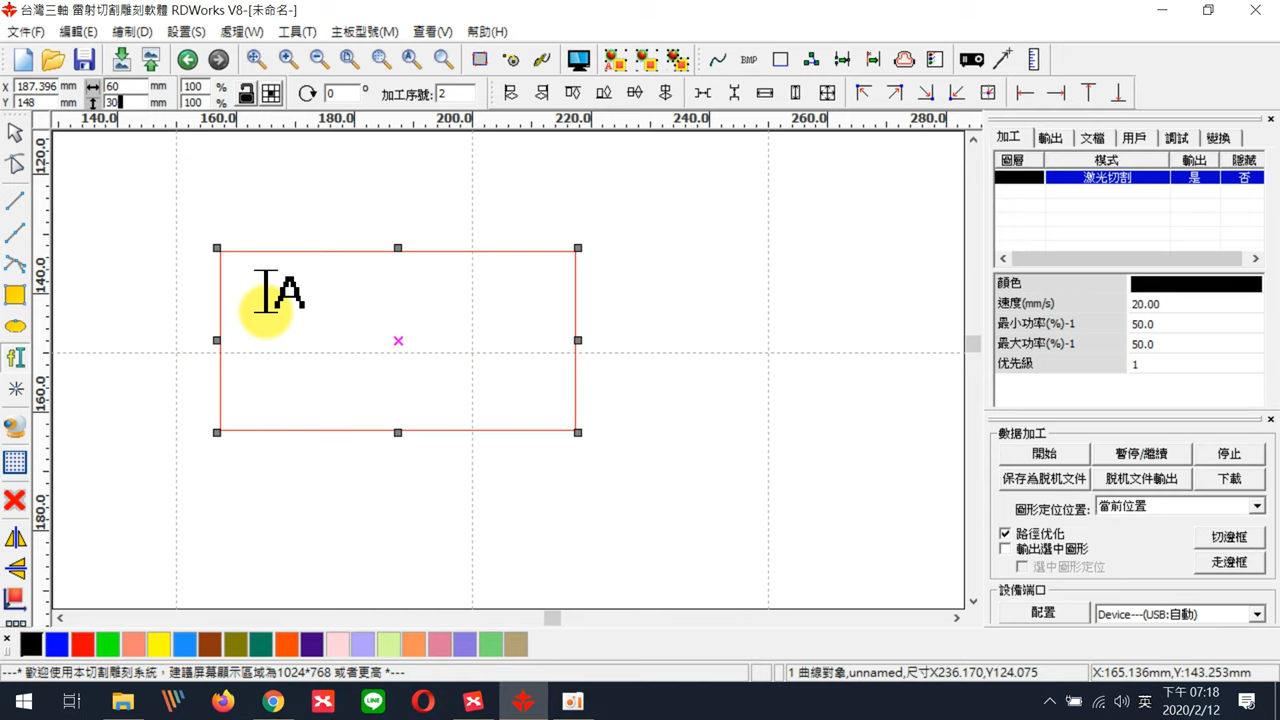 台灣三軸 雷射切割雕刻軟體 RDWorks V8-[未命名-]
文件(F) 編輯(E) 繪制(D) 設置(S) 處理(W) 工具(T) 主板型號(M) 查看(V) 幫助(H)
BMP
X 187.396 mm 60 mm 100 %
Y 148 mm 30 mm 100 %
0 ° 加工序號: 2
140.0 160.0 180.0 200.0 220.0 240.0 260.0 280.0
120.0
140.0
160.0
180.0
A
加工 輸出 文檔 用戶 調試 變換
圖層 模式 輸出 隱藏
激光切割 是 否
顏色
速度(mm/s) 20.00
最小功率(%)-1 50.0
最大功率(%)-1 50.0
优先級 1
數据加工
開始 暫停/繼續 停止
保存為脫机文件 脫机文件輸出 下載
圖形定位位置: 當前位置
路徑优化
輸出選中圖形
選中圖形定位
切邊框
走邊框
設備端口
配置 Device---(USB:自動)
---* 歡迎使用本切割雕刻系統，建議屏幕顯示區域為1024*768 或者更高 *---
1 曲線對象,unnamed,尺寸X236.170,Y124.075
X:165.136mm,Y:143.253mm
英
下午 07:18
2020/2/12